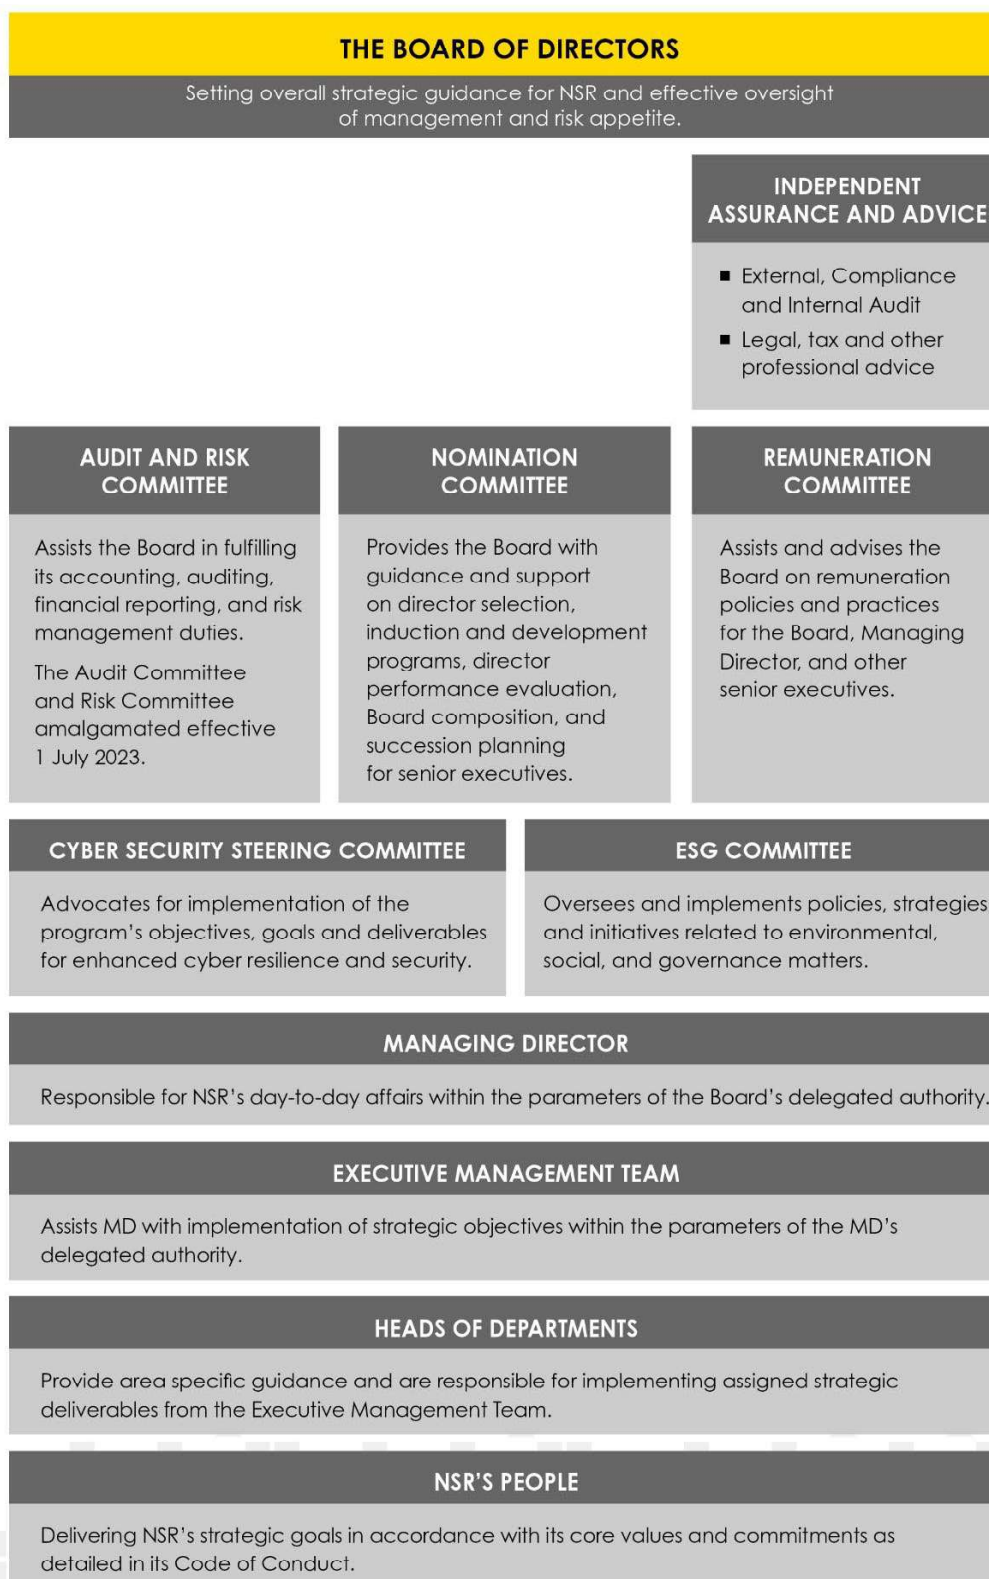 THE BOARD OF DIRECTORS
Setting overall strategic guidance for NSR and effective oversight
of management and risk appetite.
INDEPENDENT
ASSURANCE AND ADVICE
■ External, Compliance
and Internal Audit
■ Legal, tax and other
professional advice
AUDIT AND RISK
COMMITTEE
Assists the Board in fulfilling
its accounting, auditing,
financial reporting, and risk
management duties.
The Audit Committee
and Risk Committee
amalgamated effective
1 July 2023.
NOMINATION
COMMITTEE
Provides the Board with
guidance and support
on director selection,
induction and development
programs, director
performance evaluation,
Board composition, and
succession planning
for senior executives.
REMUNERATION
COMMITTEE
Assists and advises the
Board on remuneration
policies and practices
for the Board, Managing
Director, and other
senior executives.
CYBER SECURITY STEERING COMMITTEE
Advocates for implementation of the
program's objectives, goals and deliverables
for enhanced cyber resilience and security.
ESG COMMITTEE
Oversees and implements policies, strategies
and initiatives related to environmental,
social, and governance matters.
MANAGING DIRECTOR
Responsible for NSR's day-to-day affairs within the parameters of the Board's delegated authority.
EXECUTIVE MANAGEMENT TEAM
Assists MD with implementation of strategic objectives within the parameters of the MD's
delegated authority.
HEADS OF DEPARTMENTS
Provide area specific guidance and are responsible for implementing assigned strategic
deliverables from the Executive Management Team.
NSR'S PEOPLE
Delivering NSR's strategic goals in accordance with its core values and commitments as
detailed in its Code of Conduct.